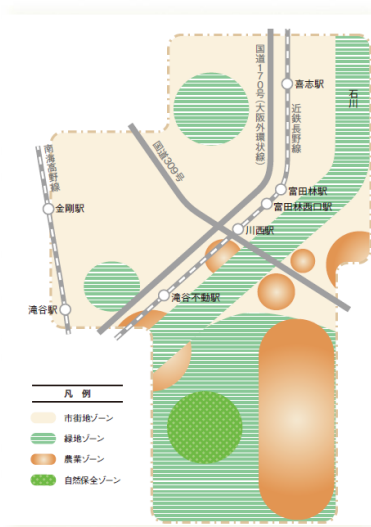 国道170号(大阪外環状線)
喜志駅
石川
近鉄長野線
国道309号
南海高野線
金剛駅
富田林駅
富田林西口駅
川西駅
滝谷不動駅
滝谷駅
凡 例
市街地ゾーン
緑地ゾーン
農業ゾーン
自然保全ゾーン